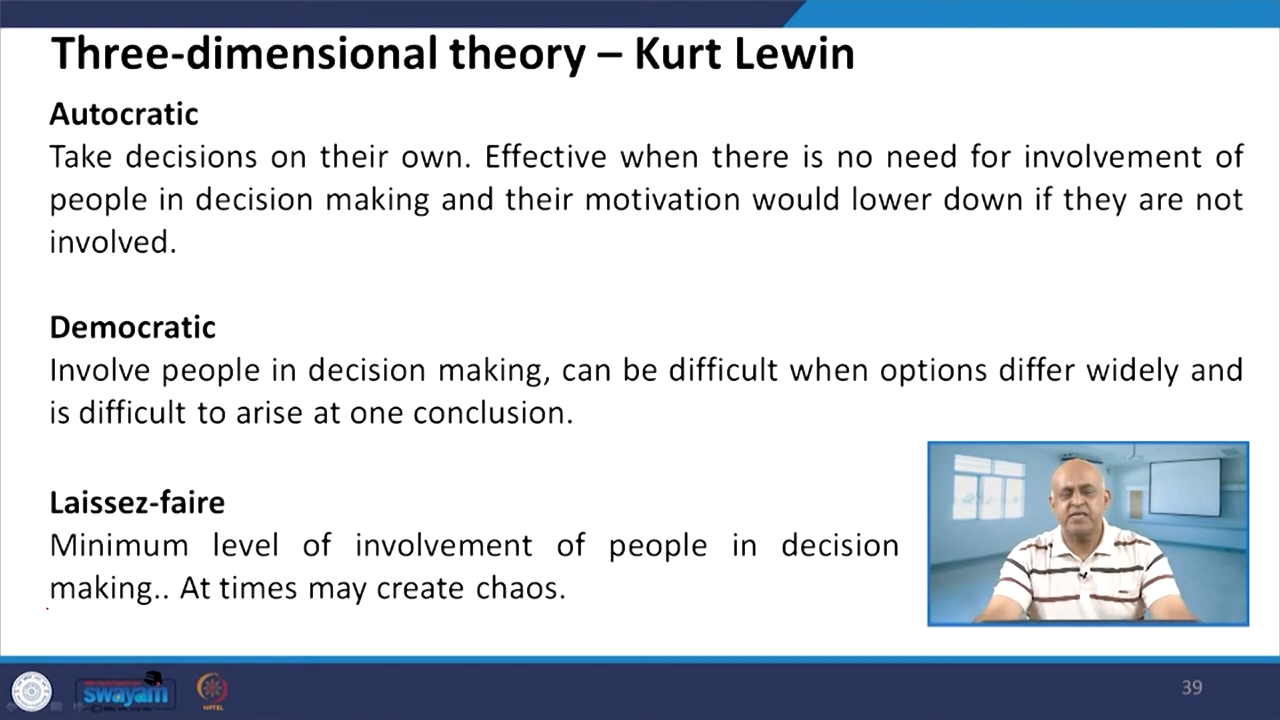 Three-dimensional theory – Kurt Lewin
Autocratic
Take decisions on their own. Effective when there is no need for involvement of
people in decision making and their motivation would lower down if they are not
involved.
Democratic
Involve people in decision making, can be difficult when options differ widely and
is difficult to arise at one conclusion.
Laissez-faire
Minimum level of involvement of people in decision
making.. At times may create chaos.
swayam
NPTEL
39